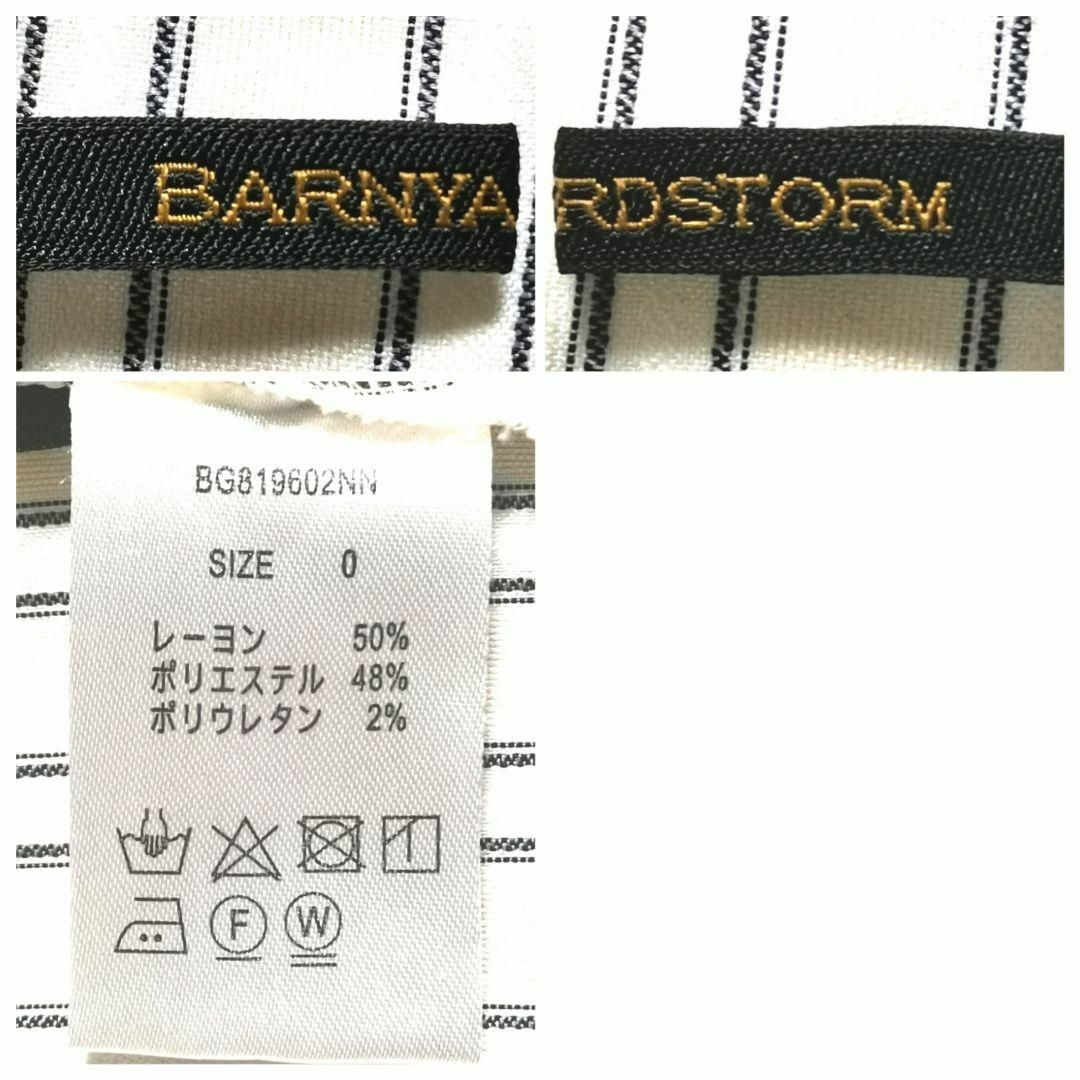 BARNYA
RDSTORM
BG819602NN
SIZE 0
レーヨン 50%
ポリエステル 48%
ポリウレタン 2%
F W